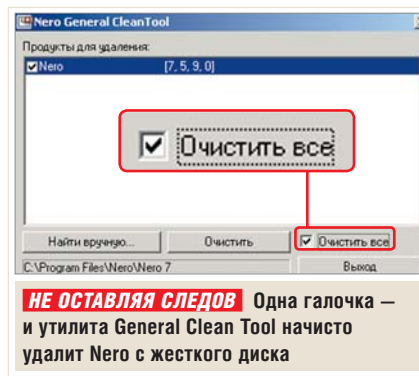 Nero General CleanTool
Продукты для удаления:
Nero [7, 5, 9, 0]
Очистить все
Найти вручную... Очистить Очистить все
C:\Program Files\Nero\Nero 7 Выход
НЕ ОСТАВЛЯЯ СЛЕДОВ Одна галочка —
и утилита General Clean Tool начисто
удалит Nero с жесткого диска